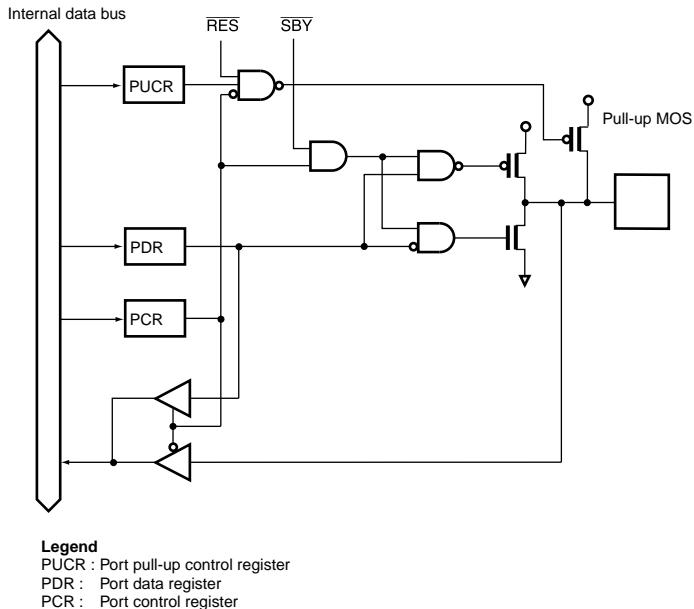 Internal data bus
RES
SBY
PUCR
Pull-up MOS
PDR
PCR
Legend
PUCR : Port pull-up control register
PDR : Port data register
PCR : Port control register